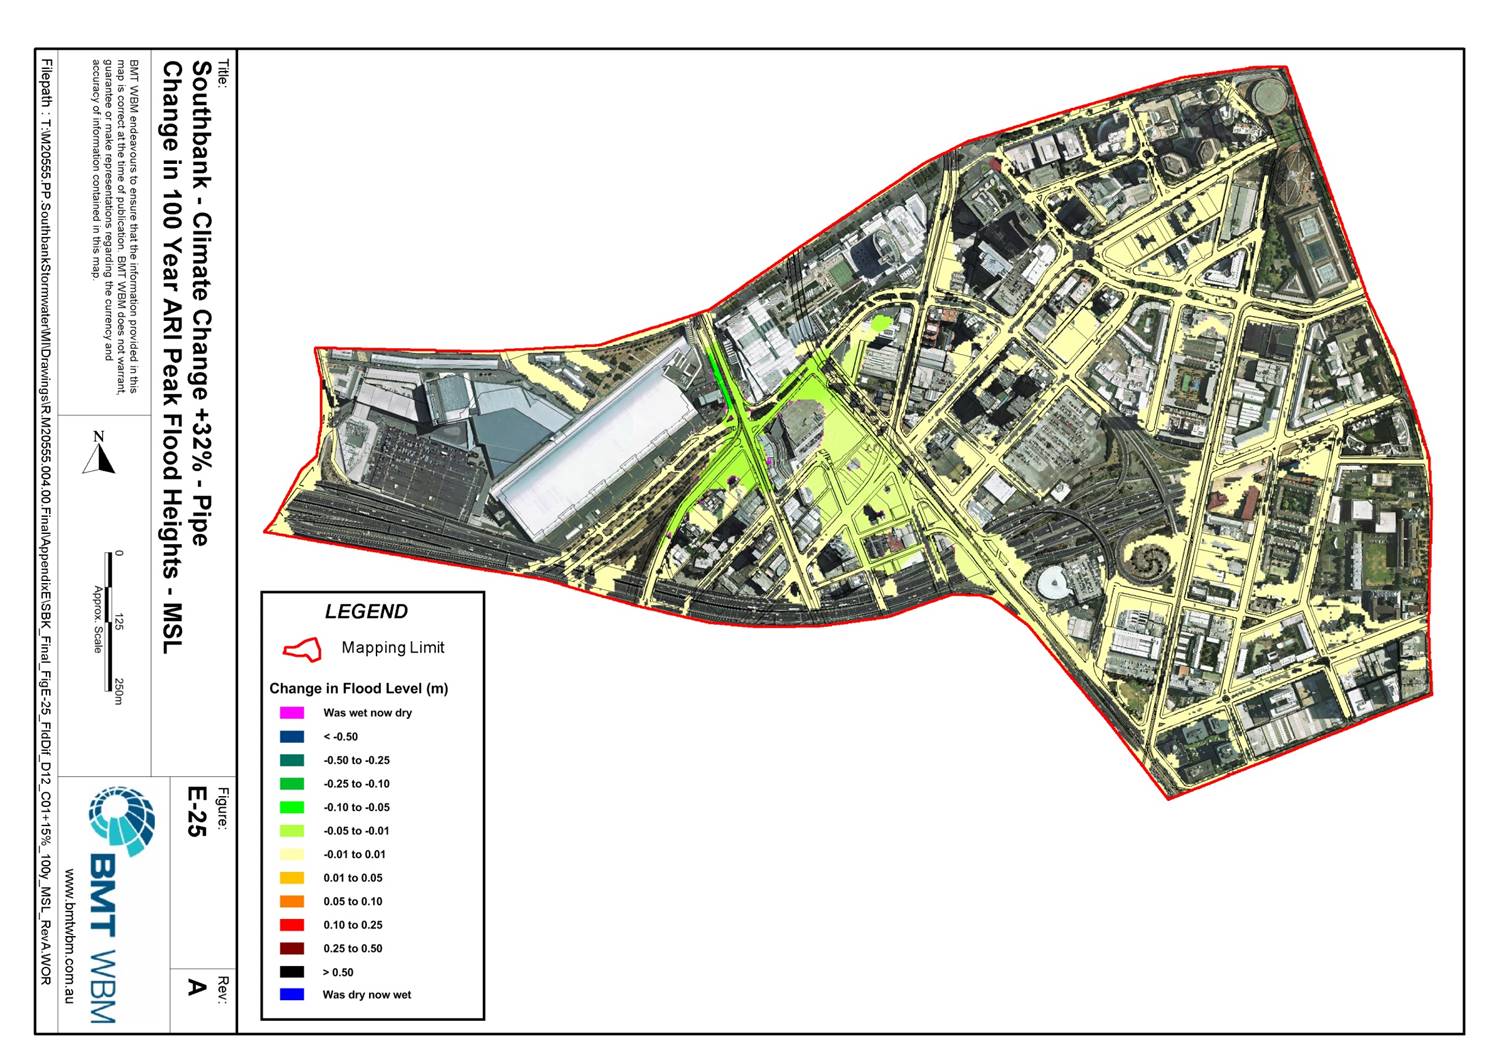 Title:
Southbank - Climate Change +32% - Pipe
Change in 100 Year ARI Peak Flood Heights - MSL
BMT WBM endeavours to ensure that the information provided in this
map is correct at the time of publication. BMT WBM does not warrant,
guarantee or make representations regarding the currency and
accuracy of information contained in this map.
N
0 125 250m
Approx. Scale
Figure:
E-25
Rev:
A
BMT WBM
www.bmtwbm.com.au
Filepath : T:\M20555.PP.SouthbankStormwater\MI\Drawings\R.M20555.004.00.Final\AppendixE\SBK_Final_FigE-25_FldDif_D12_C01+15%_100y_MSL_RevA.WOR
LEGEND
Mapping Limit
Change in Flood Level (m)
Was wet now dry
< -0.50
-0.50 to -0.25
-0.25 to -0.10
-0.10 to -0.05
-0.05 to -0.01
-0.01 to 0.01
0.01 to 0.05
0.05 to 0.10
0.10 to 0.25
0.25 to 0.50
> 0.50
Was dry now wet